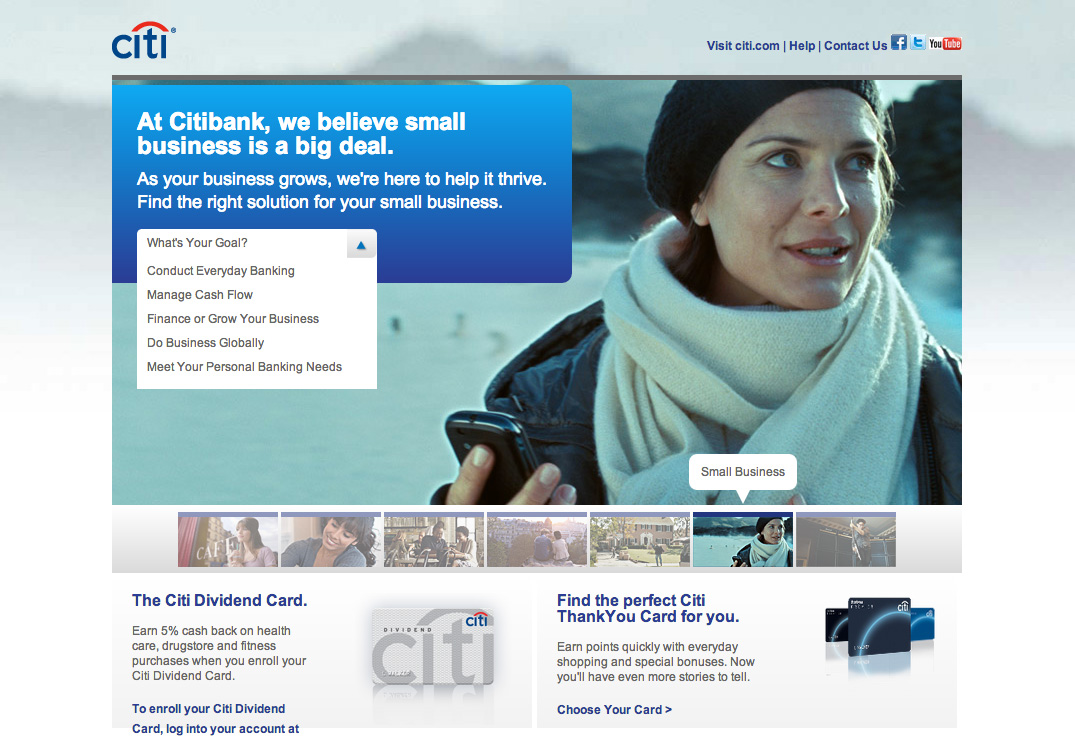 citi®
Visit citi.com | Help | Contact Us f t You Tube
At Citibank, we believe small
business is a big deal.
As your business grows, we're here to help it thrive.
Find the right solution for your small business.
What's Your Goal?
Conduct Everyday Banking
Manage Cash Flow
Finance or Grow Your Business
Do Business Globally
Meet Your Personal Banking Needs
Small Business
CAFE
The Citi Dividend Card.
Earn 5% cash back on health
care, drugstore and fitness
purchases when you enroll your
Citi Dividend Card.
To enroll your Citi Dividend
Card, log into your account at
DIVIDEND
citi
citi
Find the perfect Citi
ThankYou Card for you.
Earn points quickly with everyday
shopping and special bonuses. Now
you'll have even more stories to tell.
Choose Your Card >
citi